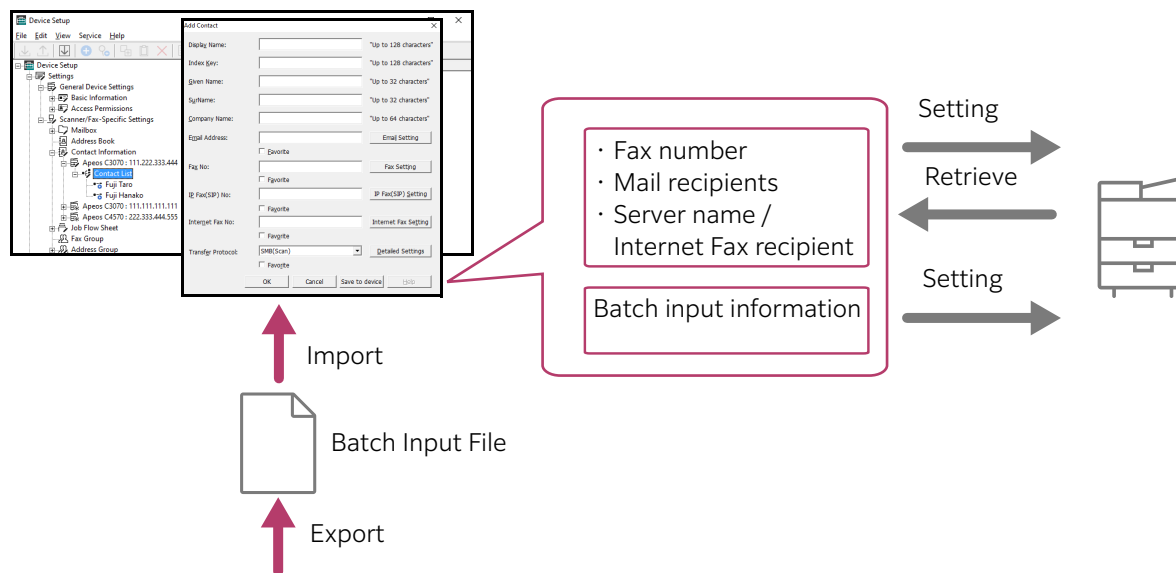 Device Setup
File Edit View Service Help
Device Setup
Settings
General Device Settings
Basic Information
Access Permissions
Scanner/Fax-Specific Settings
Mailbox
Address Book
Contact Information
Apeos C3070 : 111.222.333.444
Contact List
Fuji Taro
Fuji Hanako
Apeos C3070 : 111.111.111.111
Apeos C4570 : 222.333.444.555
Job Flow Sheet
Fax Group
Address Group
Add Contact
Display Name: "Up to 128 characters"
Index Key: "Up to 128 characters"
Given Name: "Up to 32 characters"
SurName: "Up to 32 characters"
Company Name: "Up to 64 characters"
Email Address: Email Setting
Favorite
Fax No: Fax Setting
Favorite
IP Fax(SIP) No: IP Fax(SIP) Setting
Favorite
Internet Fax No: Internet Fax Setting
Favorite
Transfer Protocol: SMB(Scan) Detailed Settings
Favorite
OK Cancel Save to device Help
・Fax number
・Mail recipients
・Server name /
Internet Fax recipient
Batch input information
Setting
Retrieve
Setting
Import
Batch Input File
Export